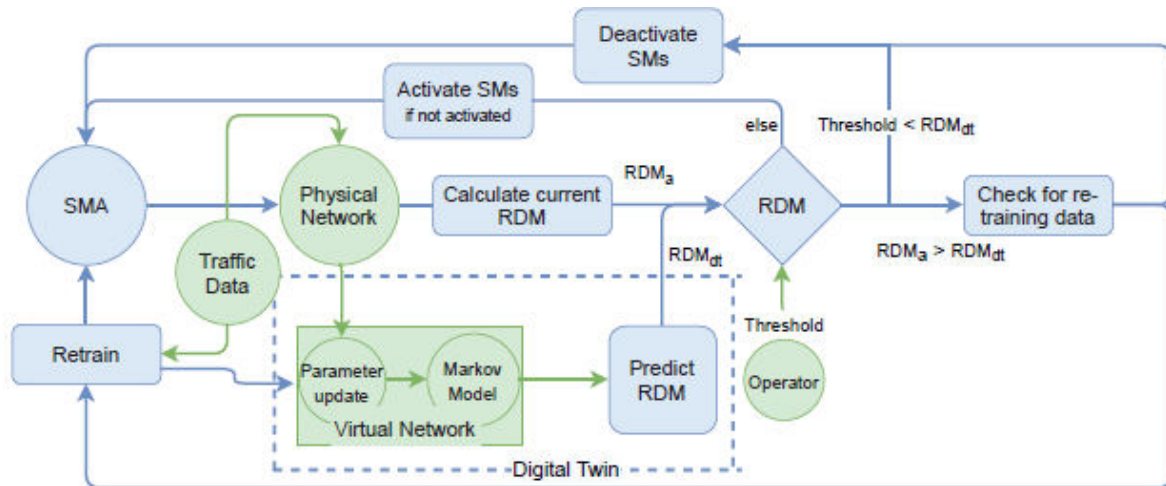 Deactivate
SMs
Activate SMs
if not activated
else
Threshold < RDMdt
SMA
Physical
Network
Calculate current
RDM
RDMa
RDM
Check for re-
training data
Traffic
Data
RDMdt
RDMa > RDMdt
Retrain
Parameter
update
Markov
Model
Virtual Network
Predict
RDM
Threshold
Operator
Digital Twin